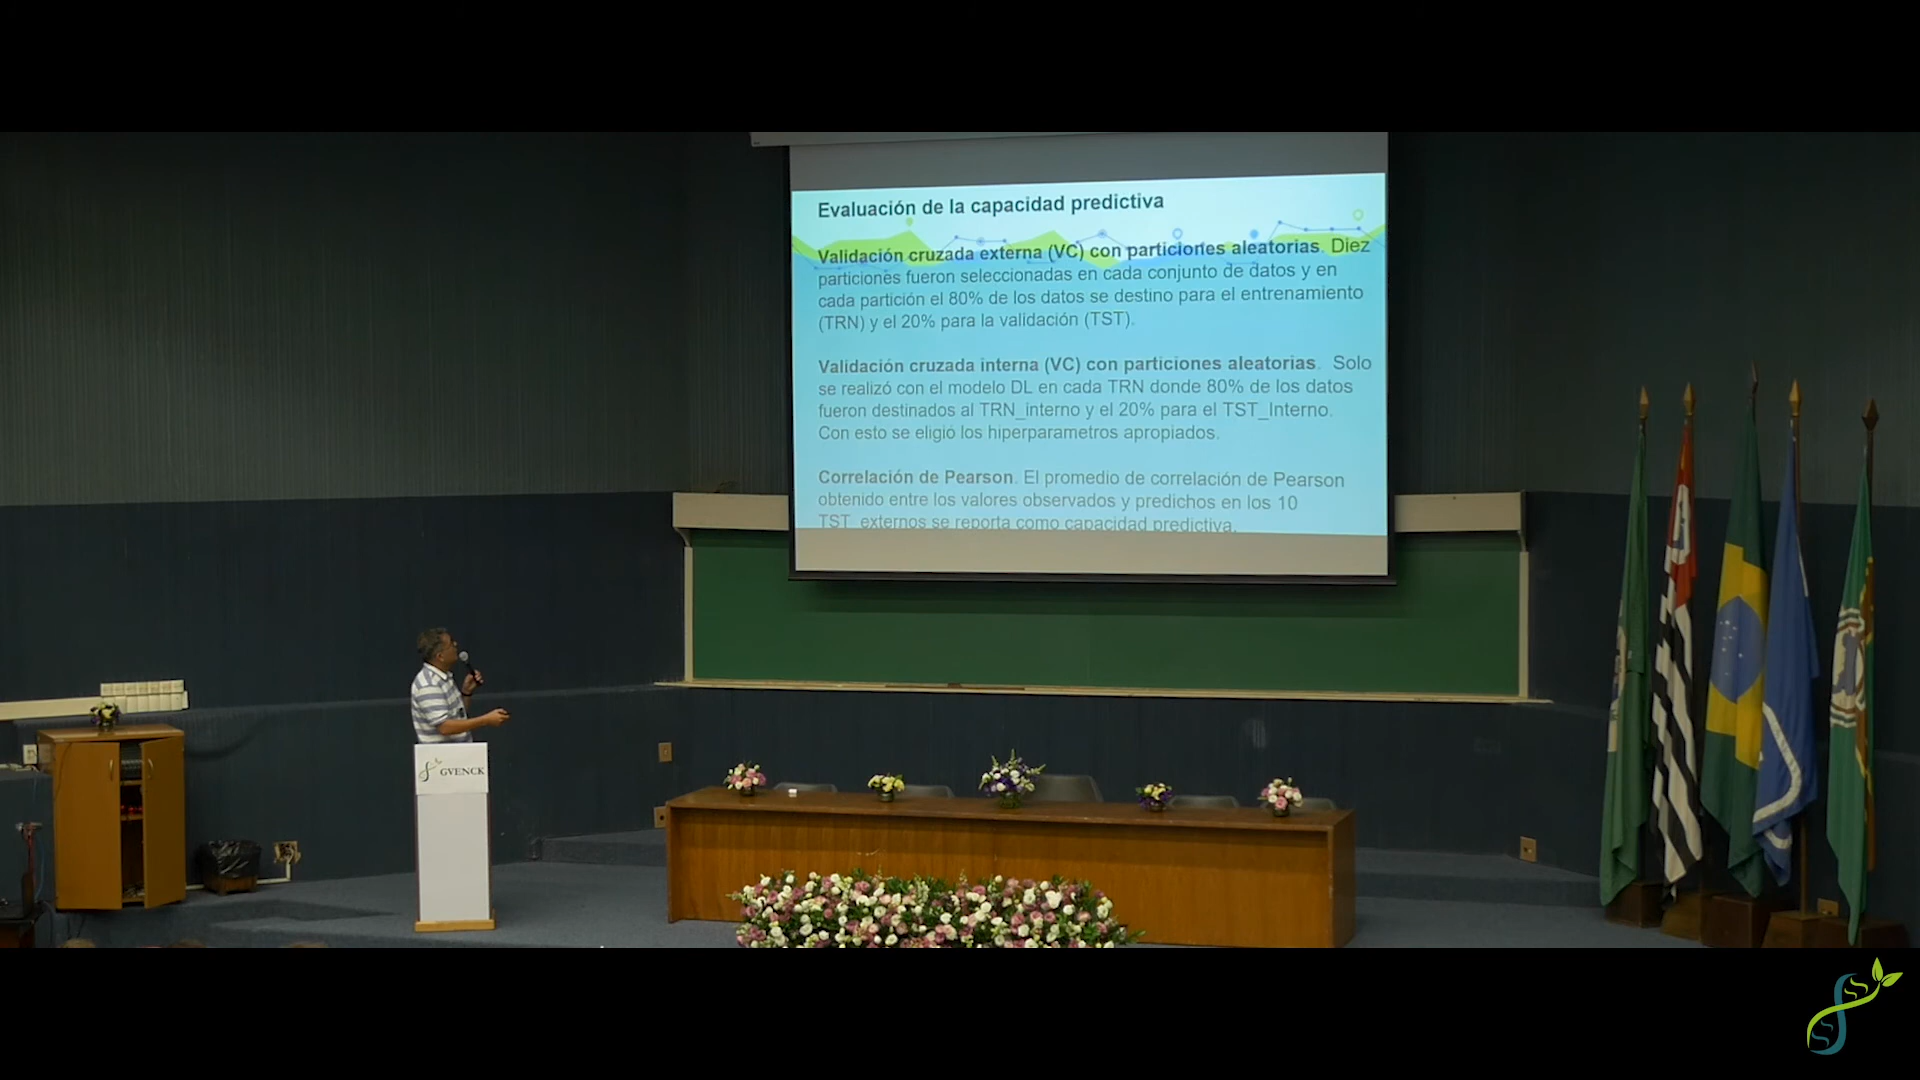 Evaluación de la capacidad predictiva
Validación cruzada externa (VC) con particiones aleatorias. Diez
particiones fueron seleccionadas en cada conjunto de datos y en
cada partición el 80% de los datos se destino para el entrenamiento
(TRN) y el 20% para la validación (TST).
Validación cruzada interna (VC) con particiones aleatorias. Solo
se realizó con el modelo DL en cada TRN donde 80% de los datos
fueron destinados al TRN_interno y el 20% para el TST_Interno.
Con esto se eligió los hiperparametros apropiados.
Correlación de Pearson. El promedio de correlación de Pearson
obtenido entre los valores observados y predichos en los 10
TST_externos se reporta como capacidad predictiva.
GVENCK